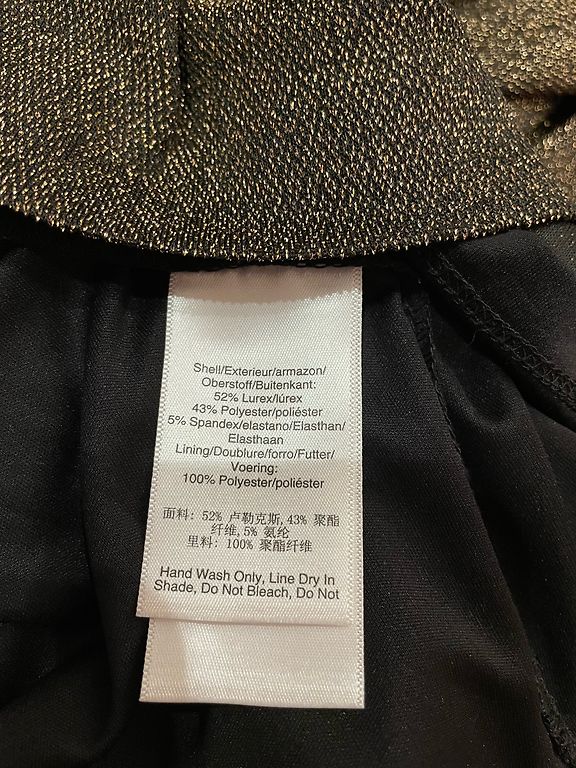 Shell/Exterieur/armazon/
Oberstoff/Buitenkant:
52% Lurex/lúrex
43% Polyester/poliéster
5% Spandex/elastano/Elasthan/
Elasthaan
Lining/Doublure/forro/Futter/
Voering:
100% Polyester/poliéster
面料: 52% 卢勒克斯, 43% 聚酯
纤维, 5% 氨纶
里料: 100% 聚酯纤维
Hand Wash Only, Line Dry In
Shade, Do Not Bleach, Do Not